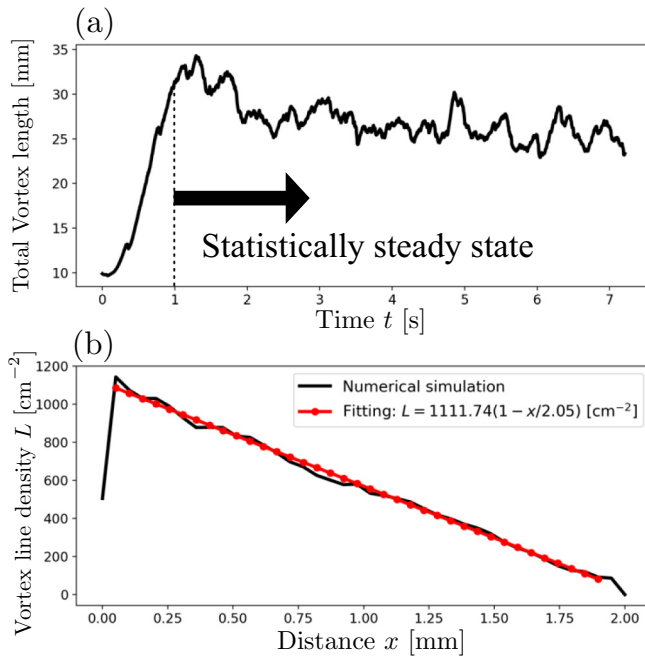 (a)
Total Vortex length [mm]
35
30
25
20
15
10
Statistically steady state
0 1 2 3 4 5 6 7
Time t [s]
(b)
Vortex line density L [cm⁻²]
1200
1000
800
600
400
200
0
Numerical simulation
Fitting: L = 1111.74(1 − x/2.05) [cm⁻²]
0.00 0.25 0.50 0.75 1.00 1.25 1.50 1.75 2.00
Distance x [mm]